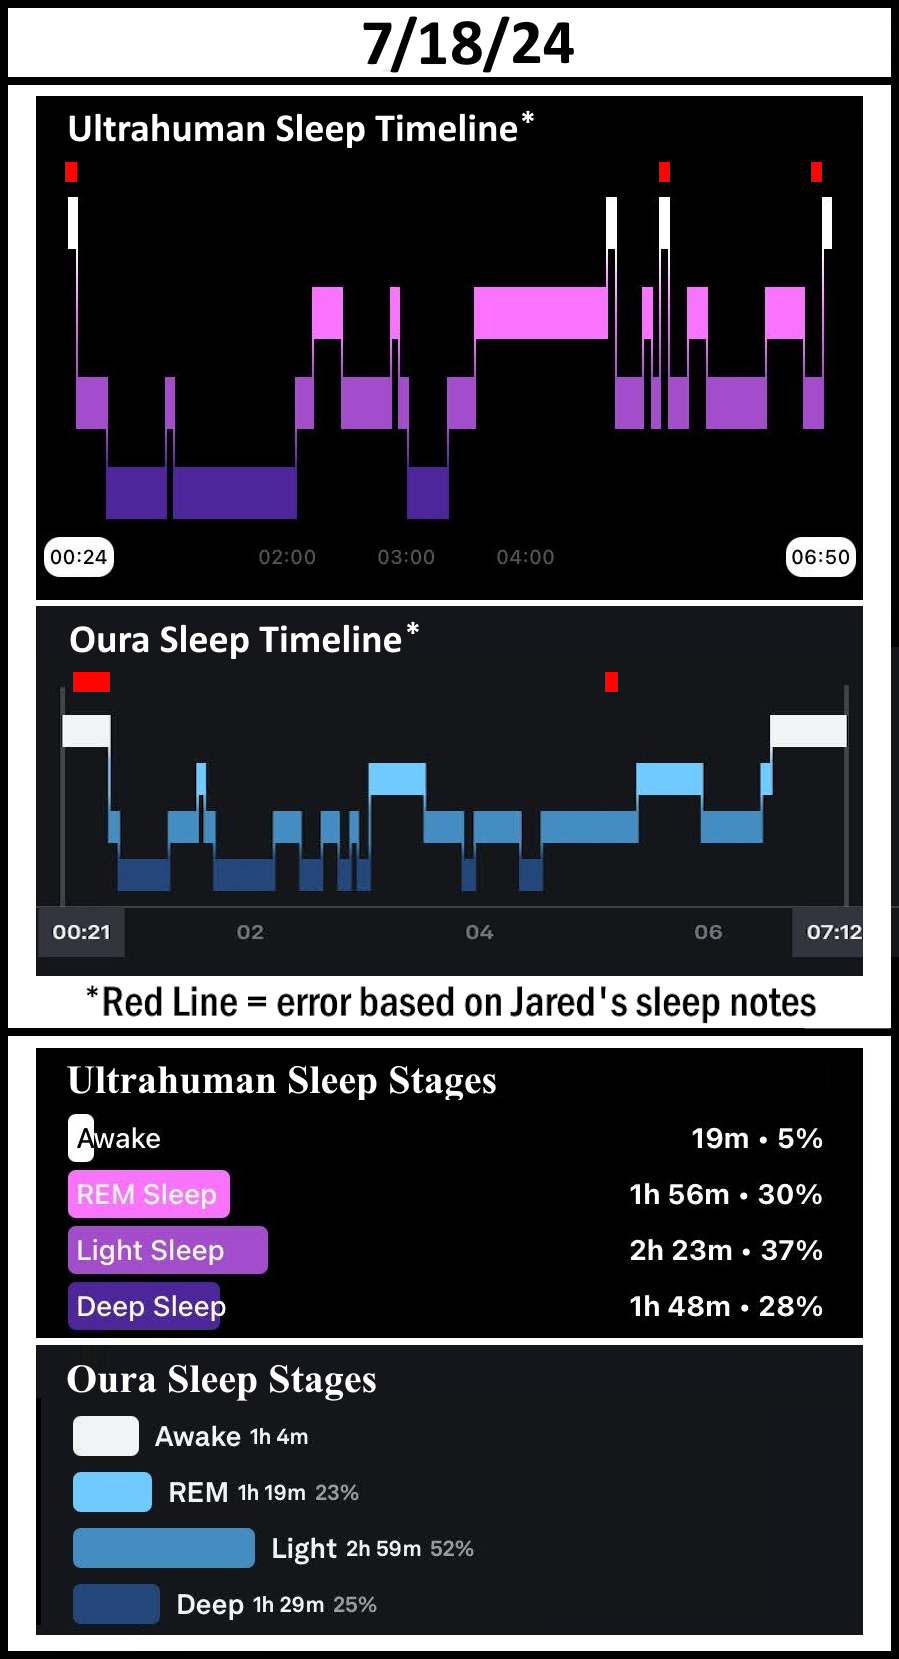 7/18/24
Ultrahuman Sleep Timeline*
00:24 02:00 03:00 04:00 06:50
Oura Sleep Timeline*
00:21 02 04 06 07:12
*Red Line = error based on Jared's sleep notes
Ultrahuman Sleep Stages
Awake 19m • 5%
REM Sleep 1h 56m • 30%
Light Sleep 2h 23m • 37%
Deep Sleep 1h 48m • 28%
Oura Sleep Stages
Awake 1h 4m
REM 1h 19m 23%
Light 2h 59m 52%
Deep 1h 29m 25%